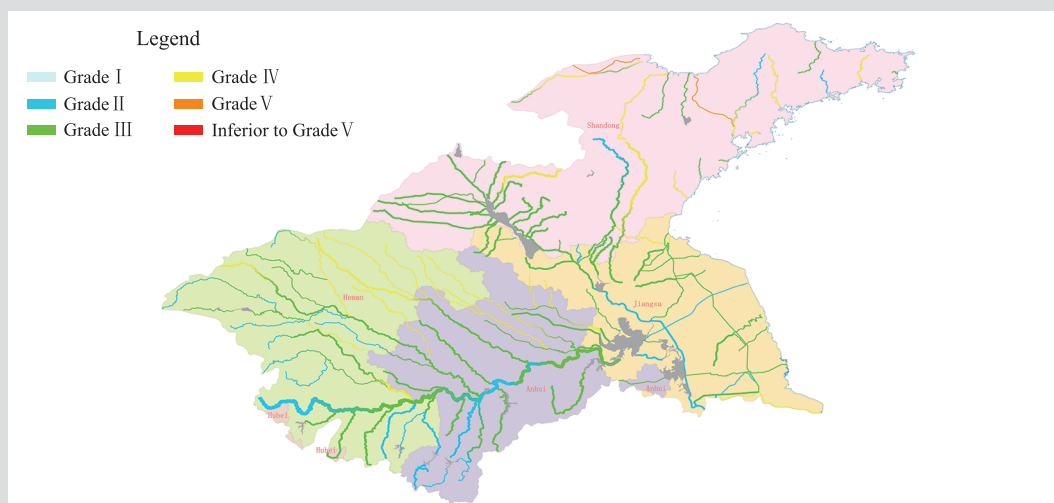 Legend
Grade Ⅰ
Grade Ⅳ
Grade Ⅱ
Grade Ⅴ
Grade Ⅲ
Inferior to Grade Ⅴ
Shandong
Henan
Jiangsu
Anhui
Anhui
Hubei
Hubei